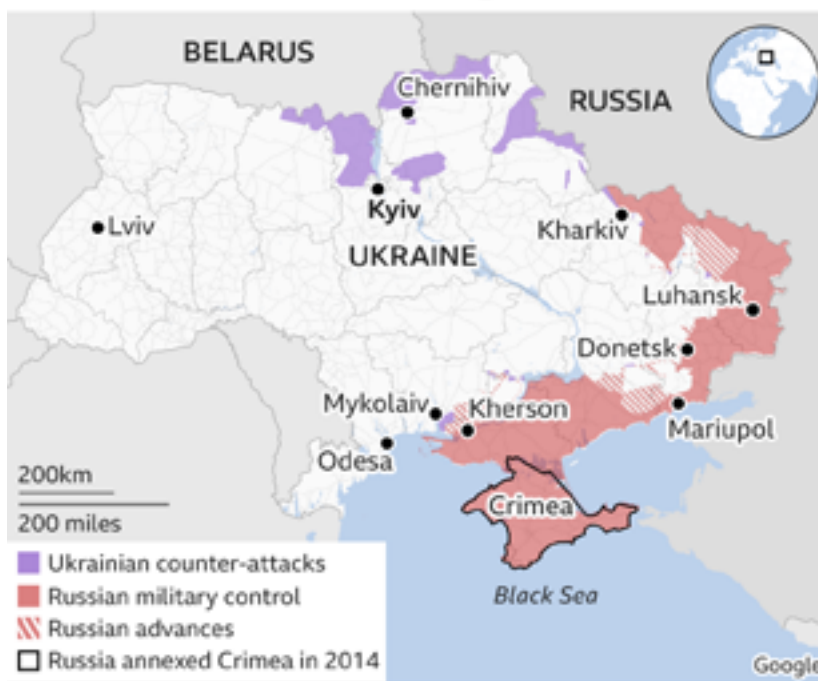 BELARUS
Chernihiv
RUSSIA
Kyiv
Lviv
Kharkiv
UKRAINE
Luhansk
Donetsk
Mykolaiv
Kherson
Mariupol
Odesa
200km
Crimea
200 miles
Ukrainian counter-attacks
Russian military control
Black Sea
Russian advances
Russia annexed Crimea in 2014
Google